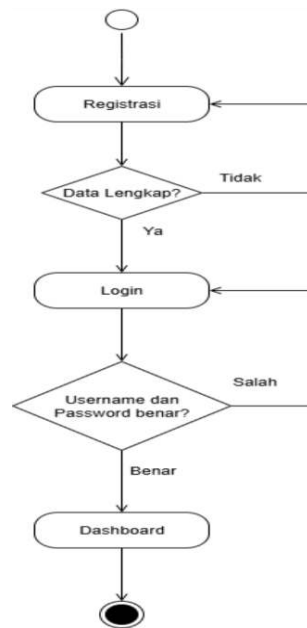 Registrasi
Data Lengkap?
Tidak
Ya
Login
Username dan
Password benar?
Salah
Benar
Dashboard